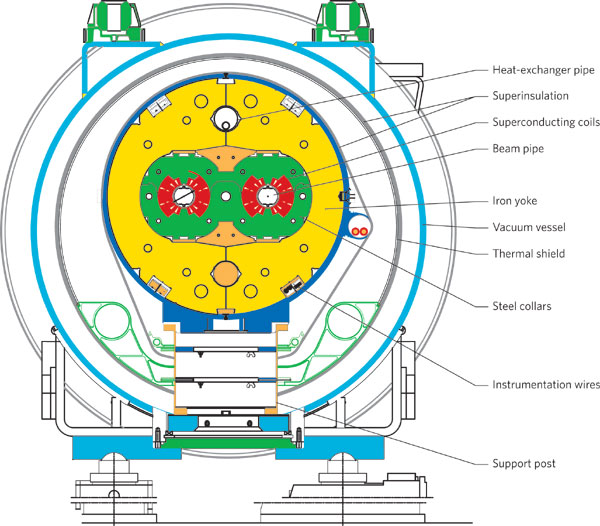 Heat-exchanger pipe
Superinsulation
Superconducting coils
Beam pipe
Iron yoke
Vacuum vessel
Thermal shield
Steel collars
Instrumentation wires
Support post